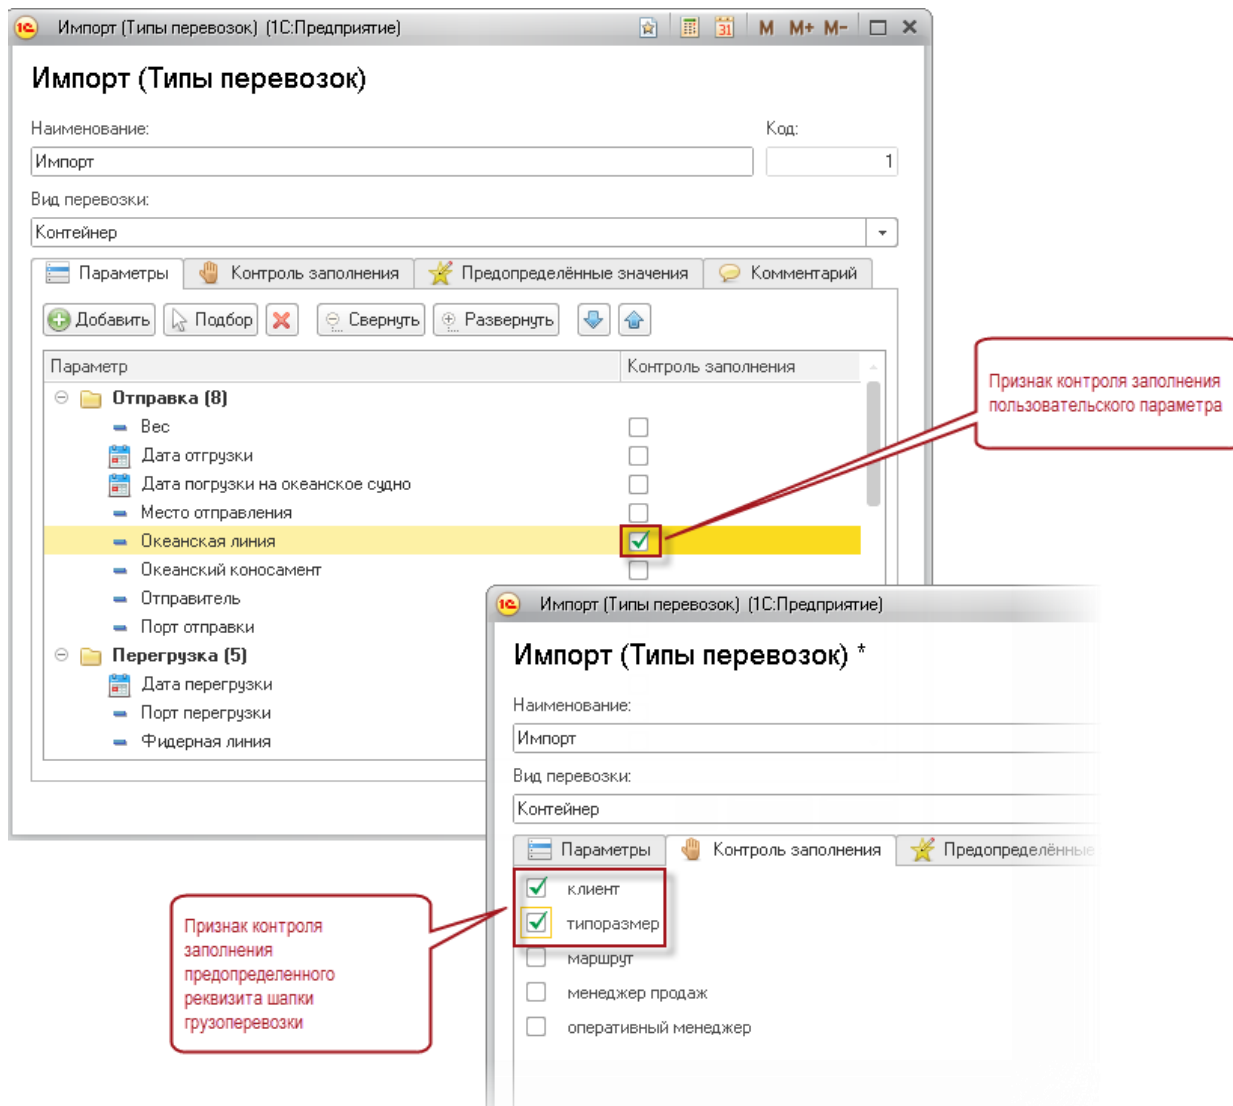 Импорт (Типы перевозок) (1С:Предприятие)
M M+ M-
Импорт (Типы перевозок)
Наименование:
Код:
Импорт
1
Вид перевозки:
Контейнер
Параметры
Контроль заполнения
Предопределённые значения
Комментарий
Добавить
Подбор
Свернуть
Развернуть
Параметр
Контроль заполнения
Отправка (8)
Вес
Дата отгрузки
Дата погрузки на океанское судно
Место отправления
Океанская линия
Океанский коносамент
Отправитель
Порт отправки
Перегрузка (5)
Дата перегрузки
Порт перегрузки
Фидерная линия
Признак контроля заполнения
пользовательского параметра
Импорт (Типы перевозок) (1С:Предприятие)
Импорт (Типы перевозок) *
Наименование:
Импорт
Вид перевозки:
Контейнер
Параметры
Контроль заполнения
Предопределённые
клиент
типоразмер
маршрут
менеджер продаж
оперативный менеджер
Признак контроля
заполнения
предопределенного
реквизита шапки
грузоперевозки